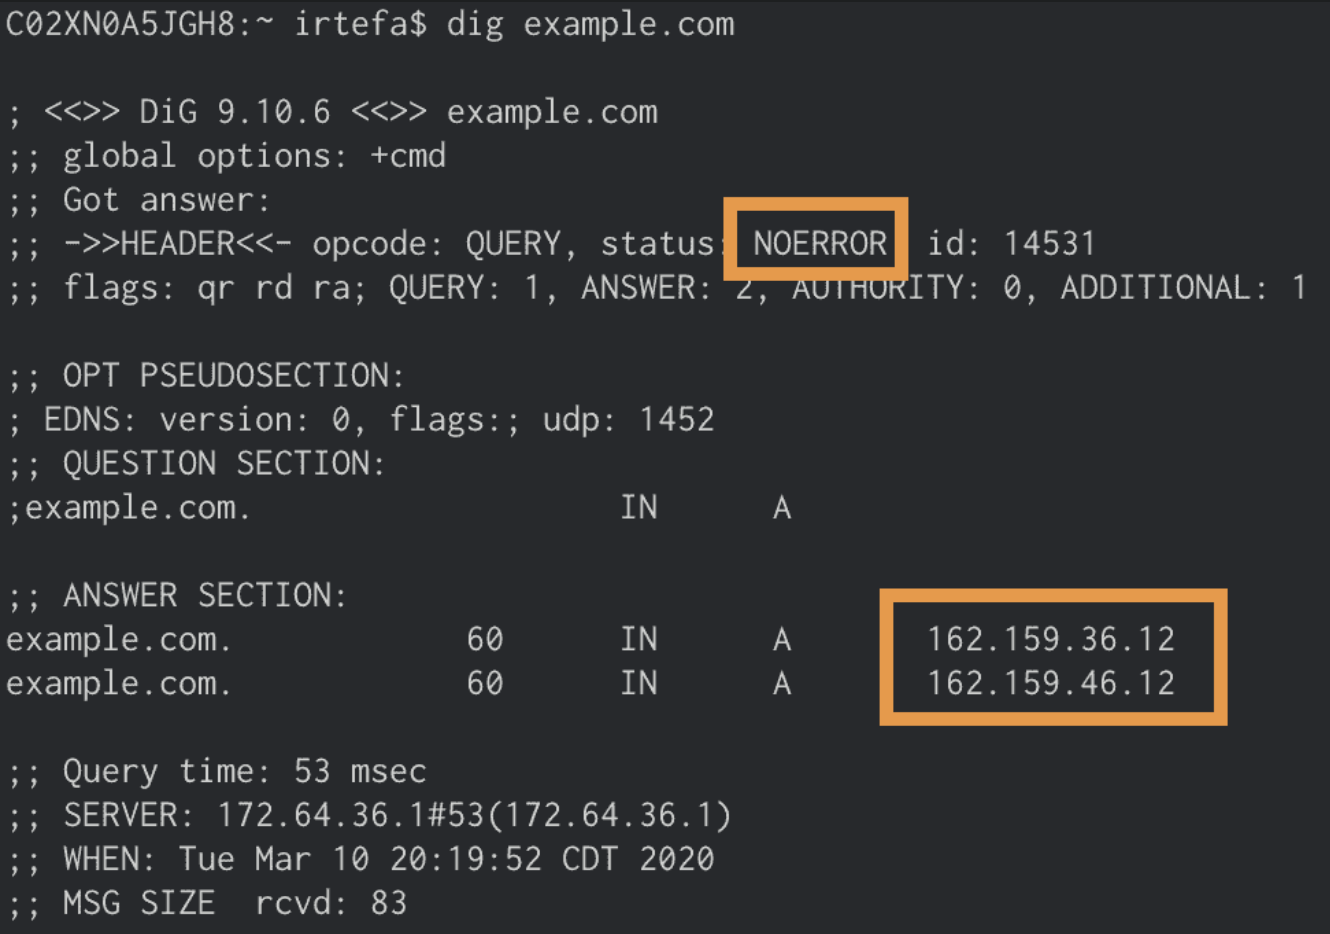 C02XN0A5JGH8:~ irtefa$ dig example.com
; <<>> DiG 9.10.6 <<>> example.com
;; global options: +cmd
;; Got answer:
;; ->>HEADER<<- opcode: QUERY, status: NOERROR id: 14531
;; flags: qr rd ra; QUERY: 1, ANSWER: 2, AUTHORITY: 0, ADDITIONAL: 1
;; OPT PSEUDOSECTION:
; EDNS: version: 0, flags:; udp: 1452
;; QUESTION SECTION:
;example.com. IN A
;; ANSWER SECTION:
example.com. 60 IN A 162.159.36.12
example.com. 60 IN A 162.159.46.12
;; Query time: 53 msec
;; SERVER: 172.64.36.1#53(172.64.36.1)
;; WHEN: Tue Mar 10 20:19:52 CDT 2020
;; MSG SIZE rcvd: 83